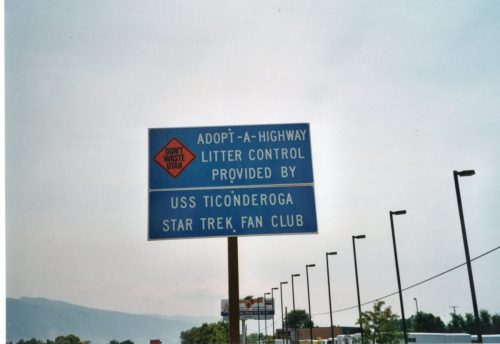 DON'T
WASTE
UTAH
ADOPT-A-HIGHWAY
LITTER CONTROL
PROVIDED BY
USS TICONDEROGA
STAR TREK FAN CLUB